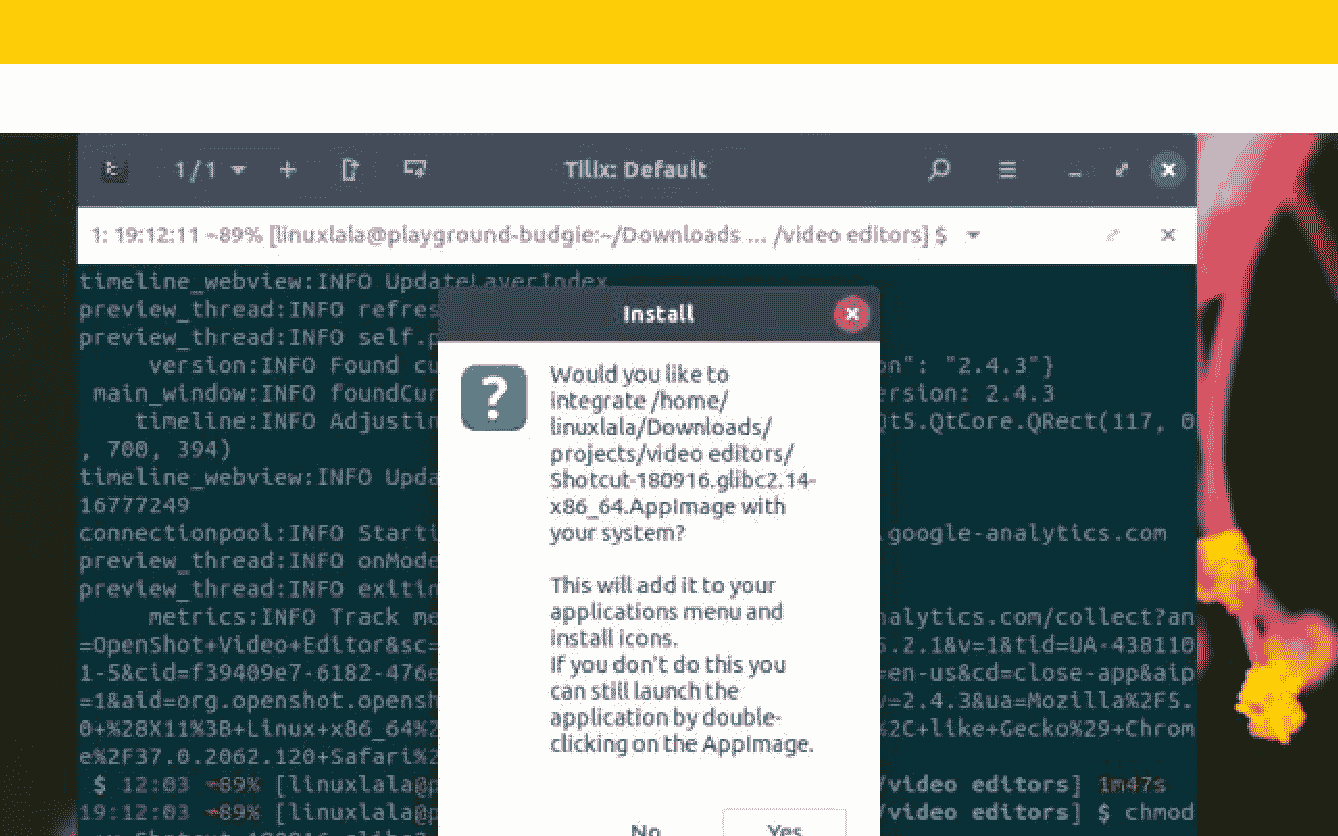 1/1
Tilix: Default
1: 19:12:11 ~89% [linuxlala@playground-budgie:~/Downloads ... /video editors] $
timeline_webview:INFO UpdateLayerIndex
preview_thread:INFO refres
preview_thread:INFO self.p
version:INFO Found cu on": "2.4.3"}
main_window:INFO foundCur ersion: 2.4.3
timeline:INFO Adjustin Qt5.QtCore.QRect(117, 0
, 700, 394)
timeline_webview:INFO Upda
16777249
connectionpool:INFO Starti .google-analytics.com
preview_thread:INFO onMode
preview_thread:INFO exitin
metrics:INFO Track me nalytics.com/collect?an
=OpenShot+Video+Editor&sc= 5.2.1&v=1&tid=UA-438110
1-5&cid=f39409e7-6182-476e =en-us&cd=close-app&aip
=1&aid=org.openshot.opensh v=2.4.3&ua=Mozilla%2F5.
0+%28X11%3B+Linux+x86_64%2 %2C+like+Gecko%29+Chrom
e%2F37.0.2062.120+Safari%2
$ 12:03 ~89% [linuxlala@p /video editors] 1m47s
19:12:03 ~89% [linuxlala@p /video editors] $ chmod
Install
?
Would you like to
integrate /home/
linuxlala/Downloads/
projects/video editors/
Shotcut-180916.glibc2.14-
x86_64.AppImage with
your system?
This will add it to your
applications menu and
install icons.
If you don't do this you
can still launch the
application by double-
clicking on the AppImage.
No Yes